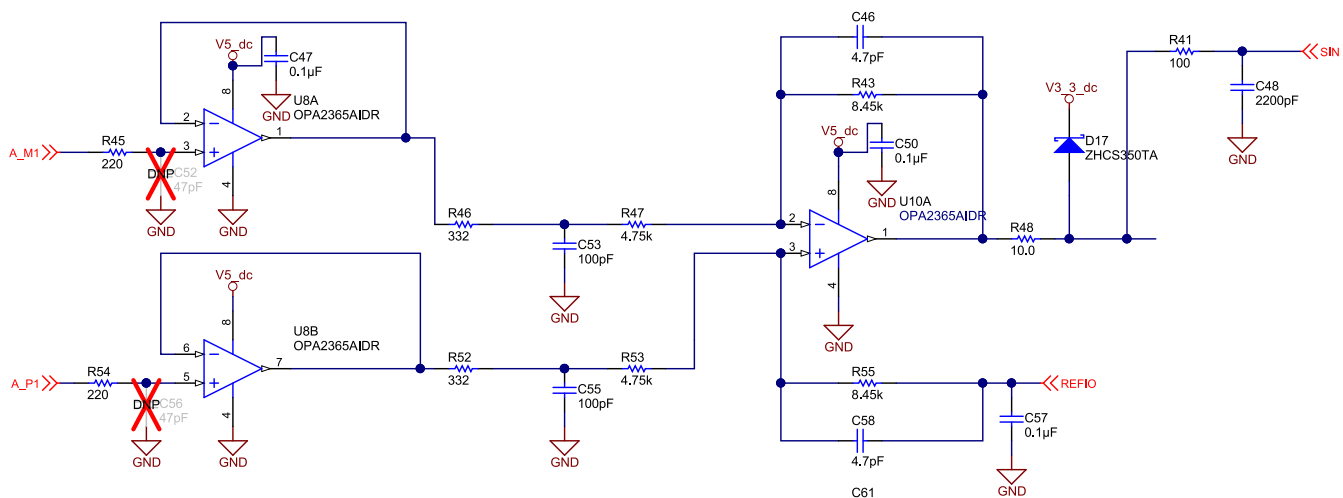 C46
4.7pF
R41
100
SIN
V5_dc
C47
0.1µF
C48
2200pF
R43
8.45k
V3_3_dc
8
U8A
GND
OPA2365AIDR
2
1
V5_dc
C50
0.1µF
D17
ZHCS350TA
A_M1
R45
220
3
DNP
C52
47pF
4
GND
8
GND
U10A
OPA2365AIDR
GND
GND
R46
332
R47
4.75k
2
3
1
R48
10.0
C53
100pF
V5_dc
GND
4
GND
8
U8B
OPA2365AIDR
6
7
A_P1
R54
220
5
DNP
C56
47pF
R52
332
R53
4.75k
C55
100pF
R55
8.45k
REFIO
4
C57
0.1µF
C58
4.7pF
GND
GND
GND
GND
C61